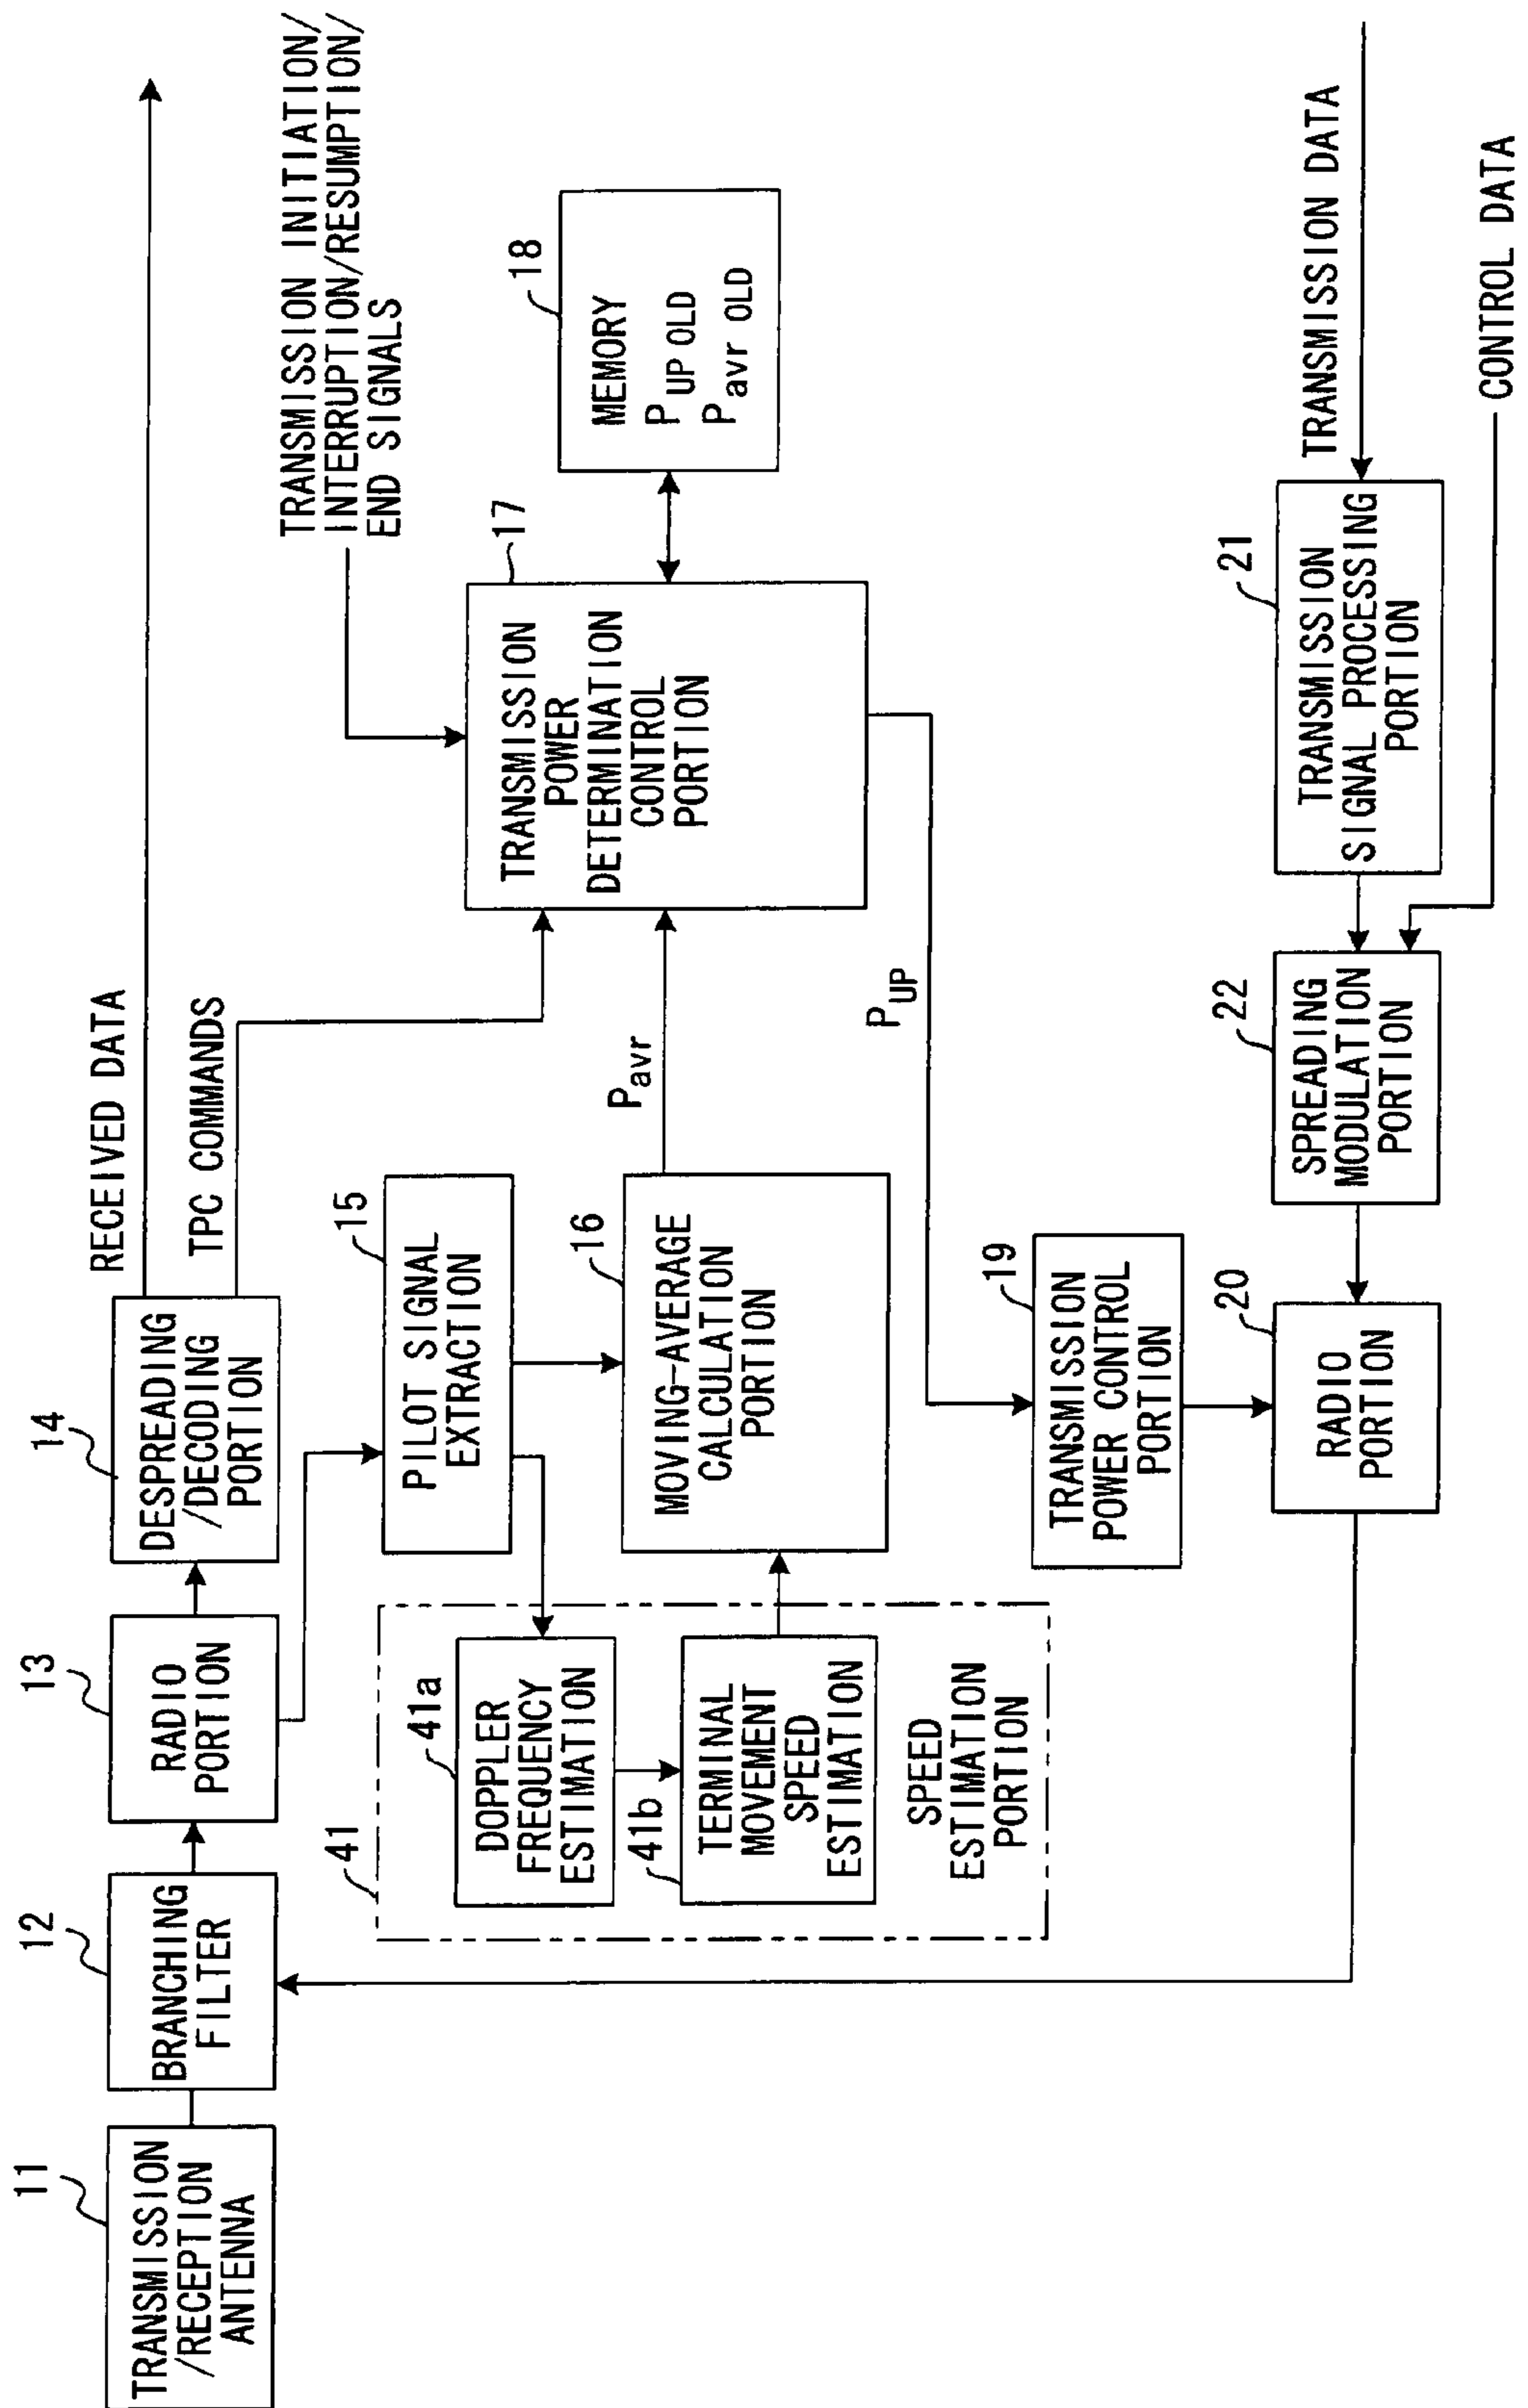 11
TRANSMISSION
/RECEPTION
ANTENNA
12
BRANCHING
FILTER
13
RADIO
PORTION
14
DESPREADING
/DECODING
PORTION
RECEIVED DATA
TPC COMMANDS
15
PILOT SIGNAL
EXTRACTION
41
41a
DOPPLER
FREQUENCY
ESTIMATION
41b
TERMINAL
MOVEMENT
SPEED
ESTIMATION
SPEED
ESTIMATION
PORTION
16
MOVING-AVERAGE
CALCULATION
PORTION
Pavr
TRANSMISSION INITIATION/
INTERRUPTION/RESUMPTION/
END SIGNALS
17
TRANSMISSION
POWER
DETERMINATION
CONTROL
PORTION
18
MEMORY
PUP OLD
Pavr OLD
PUP
19
TRANSMISSION
POWER CONTROL
PORTION
20
RADIO
PORTION
22
SPREADING
MODULATION
PORTION
21
TRANSMISSION
SIGNAL PROCESSING
PORTION
TRANSMISSION DATA
CONTROL DATA